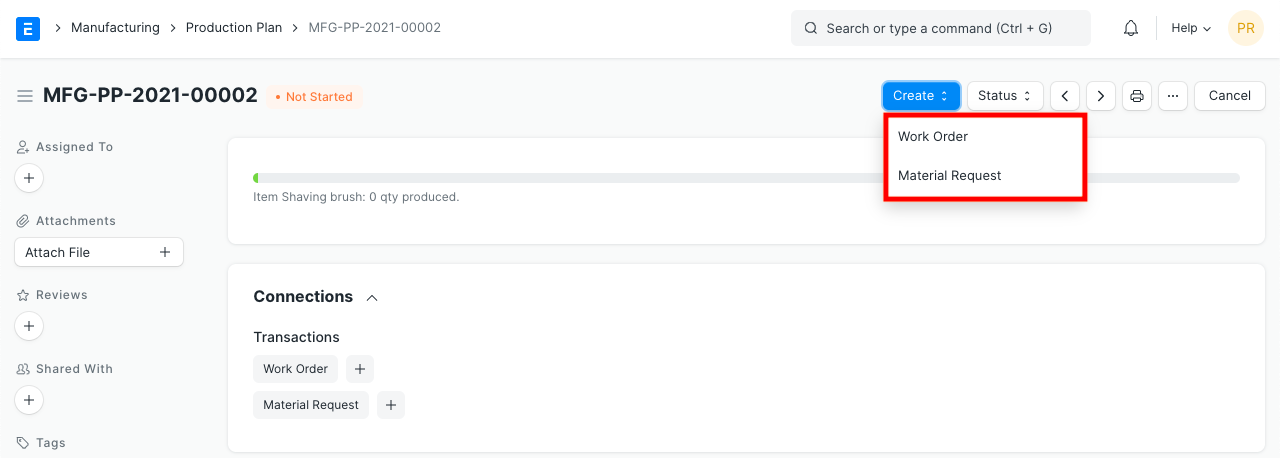 E Manufacturing Production Plan MFG-PP-2021-00002 Search or type a command (Ctrl + G) Help PR
MFG-PP-2021-00002 • Not Started Create Status ... Cancel
Work Order
Material Request
Assigned To
+
Item Shaving brush: 0 qty produced.
Attachments
Attach File +
Reviews
+
Shared With
+
Tags
Connections
Transactions
Work Order +
Material Request +